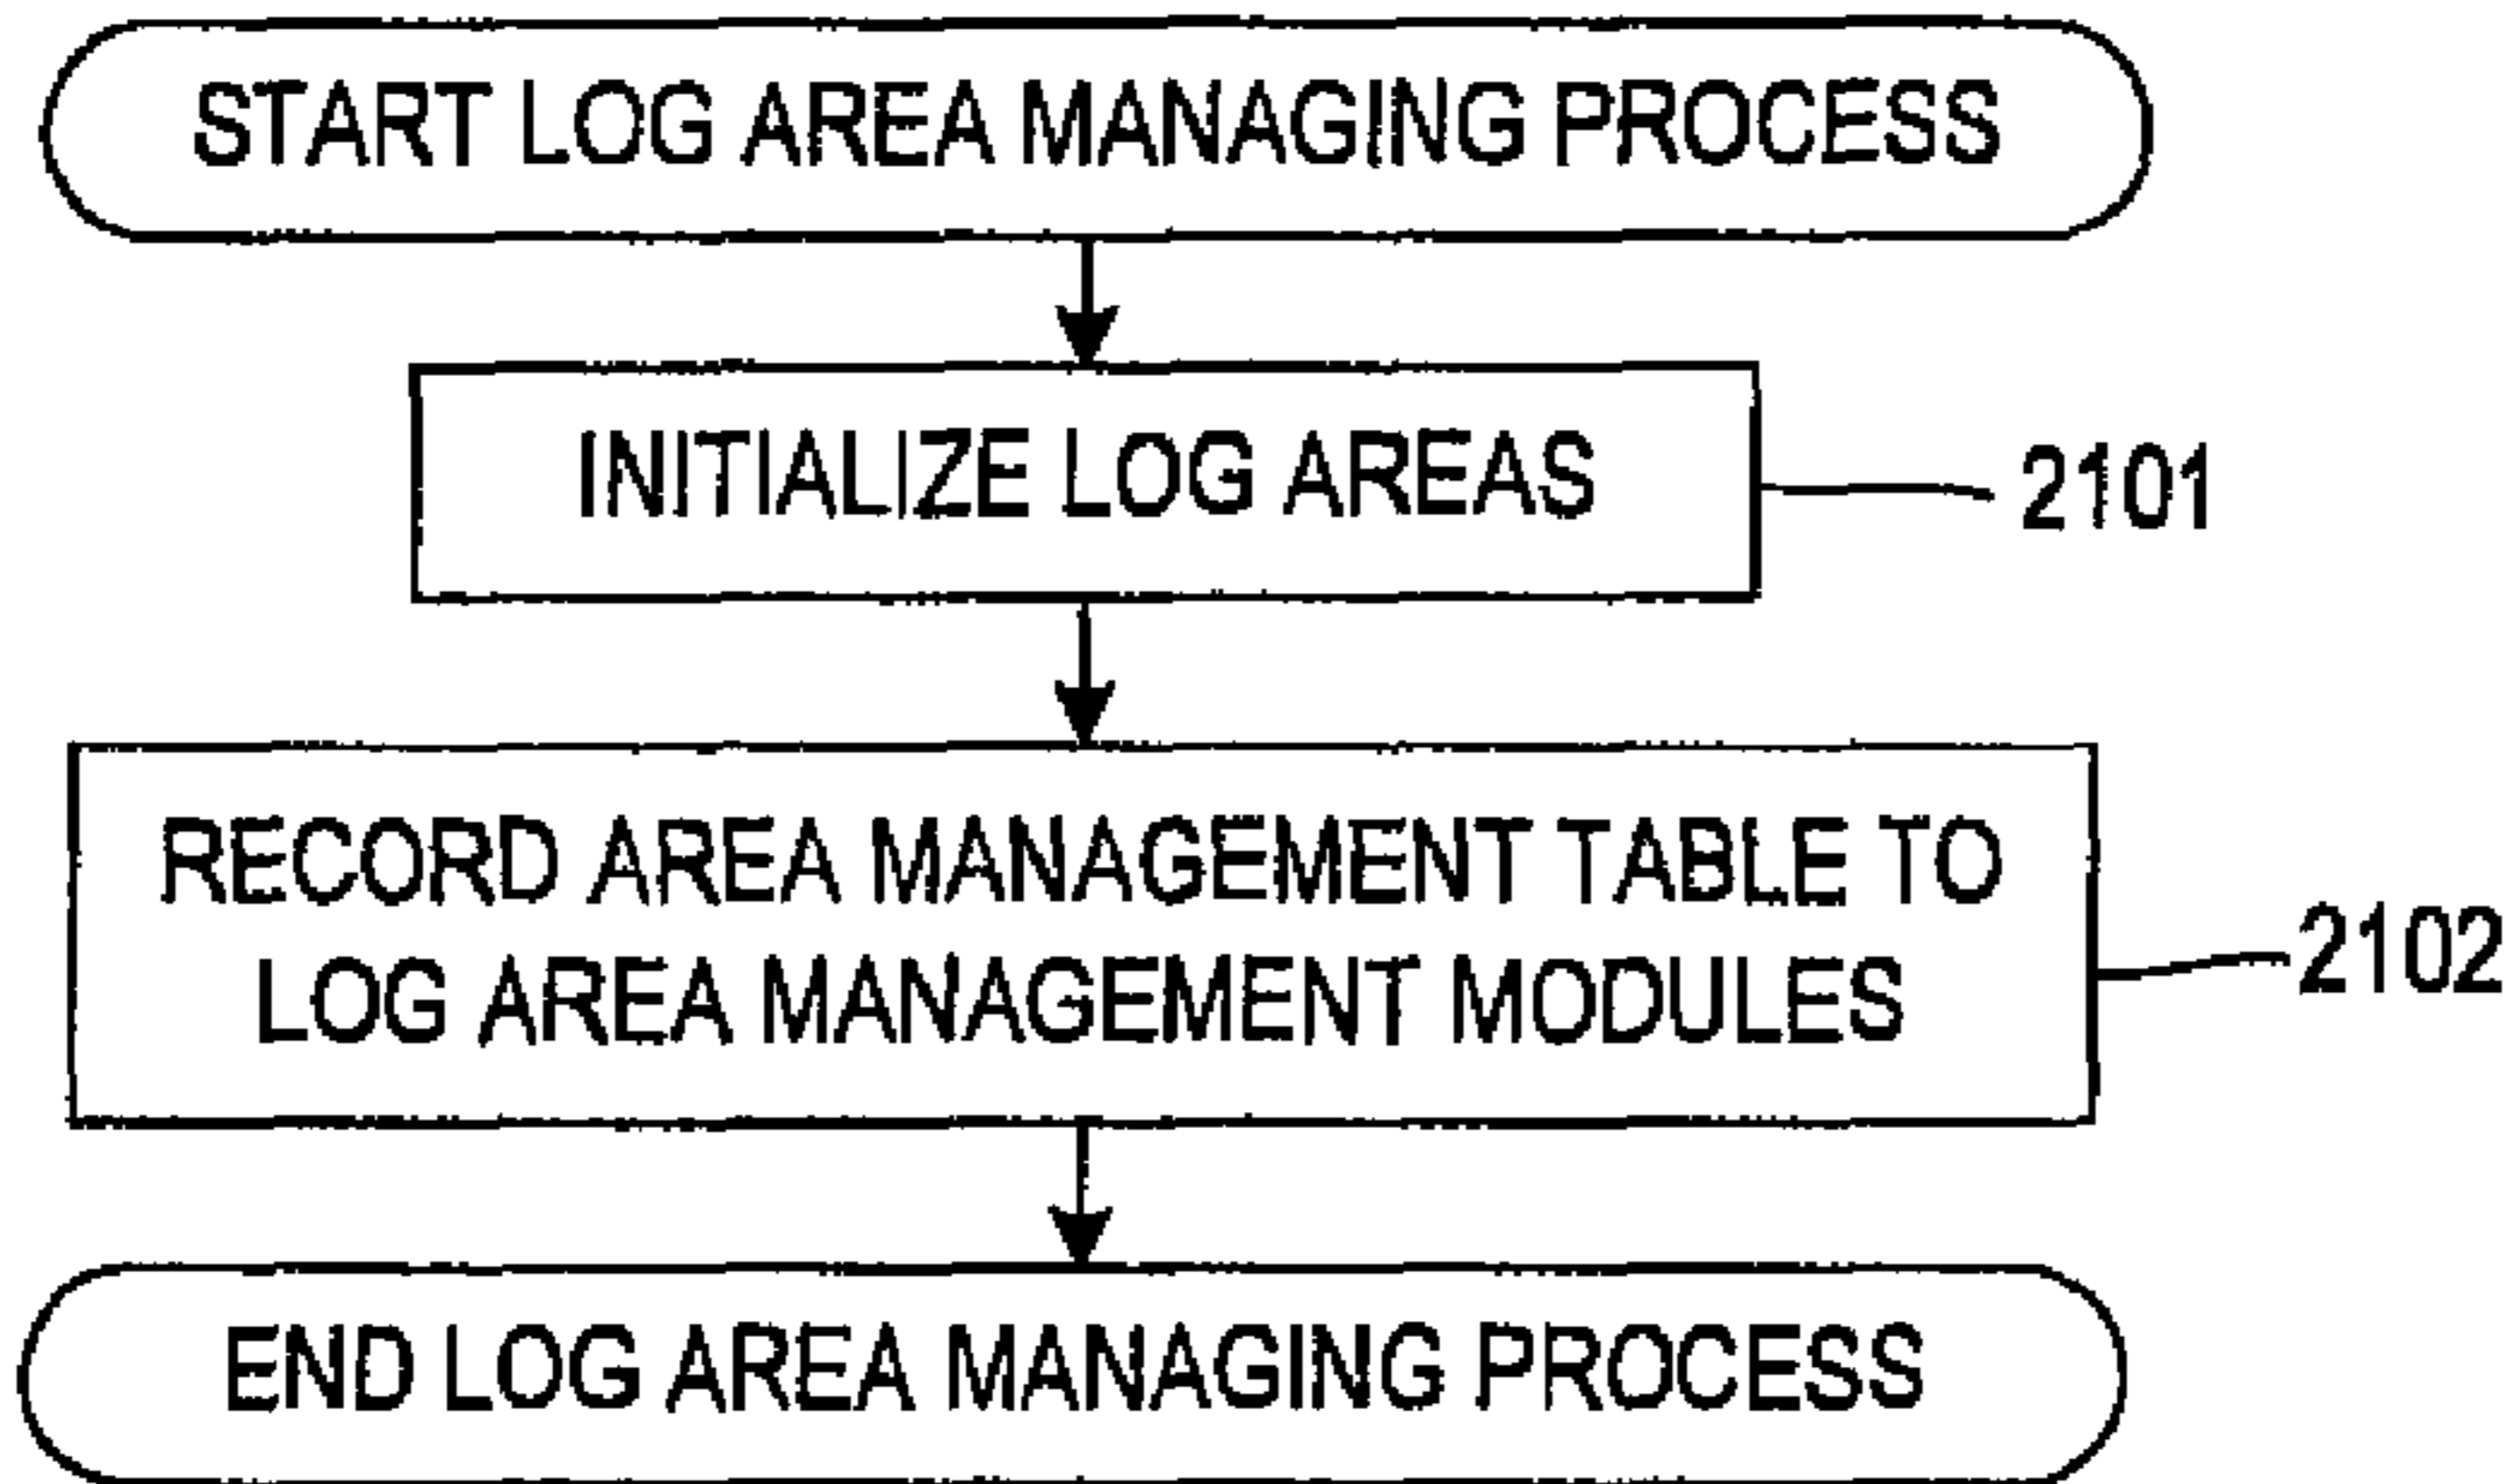 START LOG AREA MANAGING PROCESS
INITIALIZE LOG AREAS
2101
RECORD AREA MANAGEMENT TABLE TO
LOG AREA MANAGEMENT MODULES
2102
END LOG AREA MANAGING PROCESS